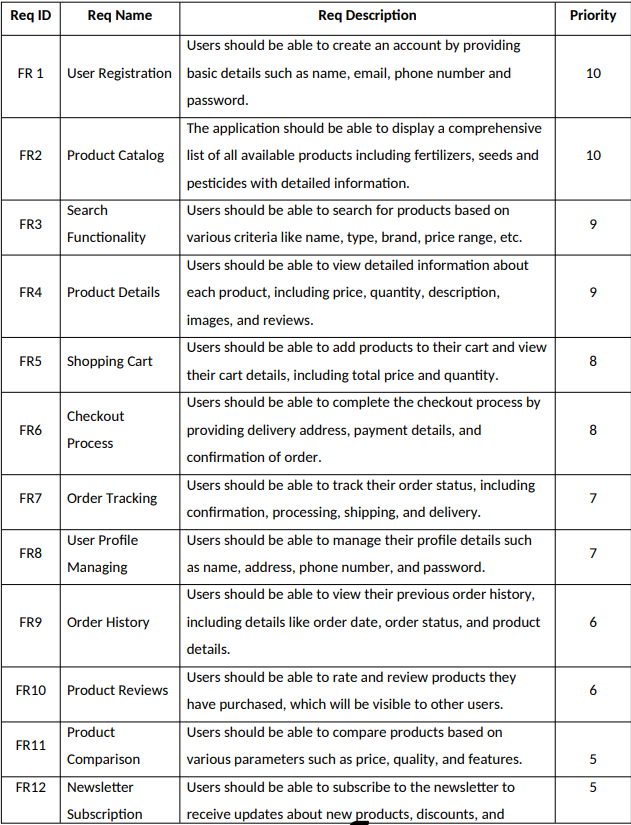 Req ID Req Name Req Description Priority
FR 1 User Registration Users should be able to create an account by providing
basic details such as name, email, phone number and
password. 10
FR2 Product Catalog The application should be able to display a comprehensive
list of all available products including fertilizers, seeds and
pesticides with detailed information. 10
FR3 Search
Functionality Users should be able to search for products based on
various criteria like name, type, brand, price range, etc. 9
FR4 Product Details Users should be able to view detailed information about
each product, including price, quantity, description,
images, and reviews. 9
FR5 Shopping Cart Users should be able to add products to their cart and view
their cart details, including total price and quantity. 8
FR6 Checkout
Process Users should be able to complete the checkout process by
providing delivery address, payment details, and
confirmation of order. 8
FR7 Order Tracking Users should be able to track their order status, including
confirmation, processing, shipping, and delivery. 7
FR8 User Profile
Managing Users should be able to manage their profile details such
as name, address, phone number, and password. 7
FR9 Order History Users should be able to view their previous order history,
including details like order date, order status, and product
details. 6
FR10 Product Reviews Users should be able to rate and review products they
have purchased, which will be visible to other users. 6
FR11 Product
Comparison Users should be able to compare products based on
various parameters such as price, quality, and features. 5
FR12 Newsletter
Subscription Users should be able to subscribe to the newsletter to
receive updates about new products, discounts, and 5